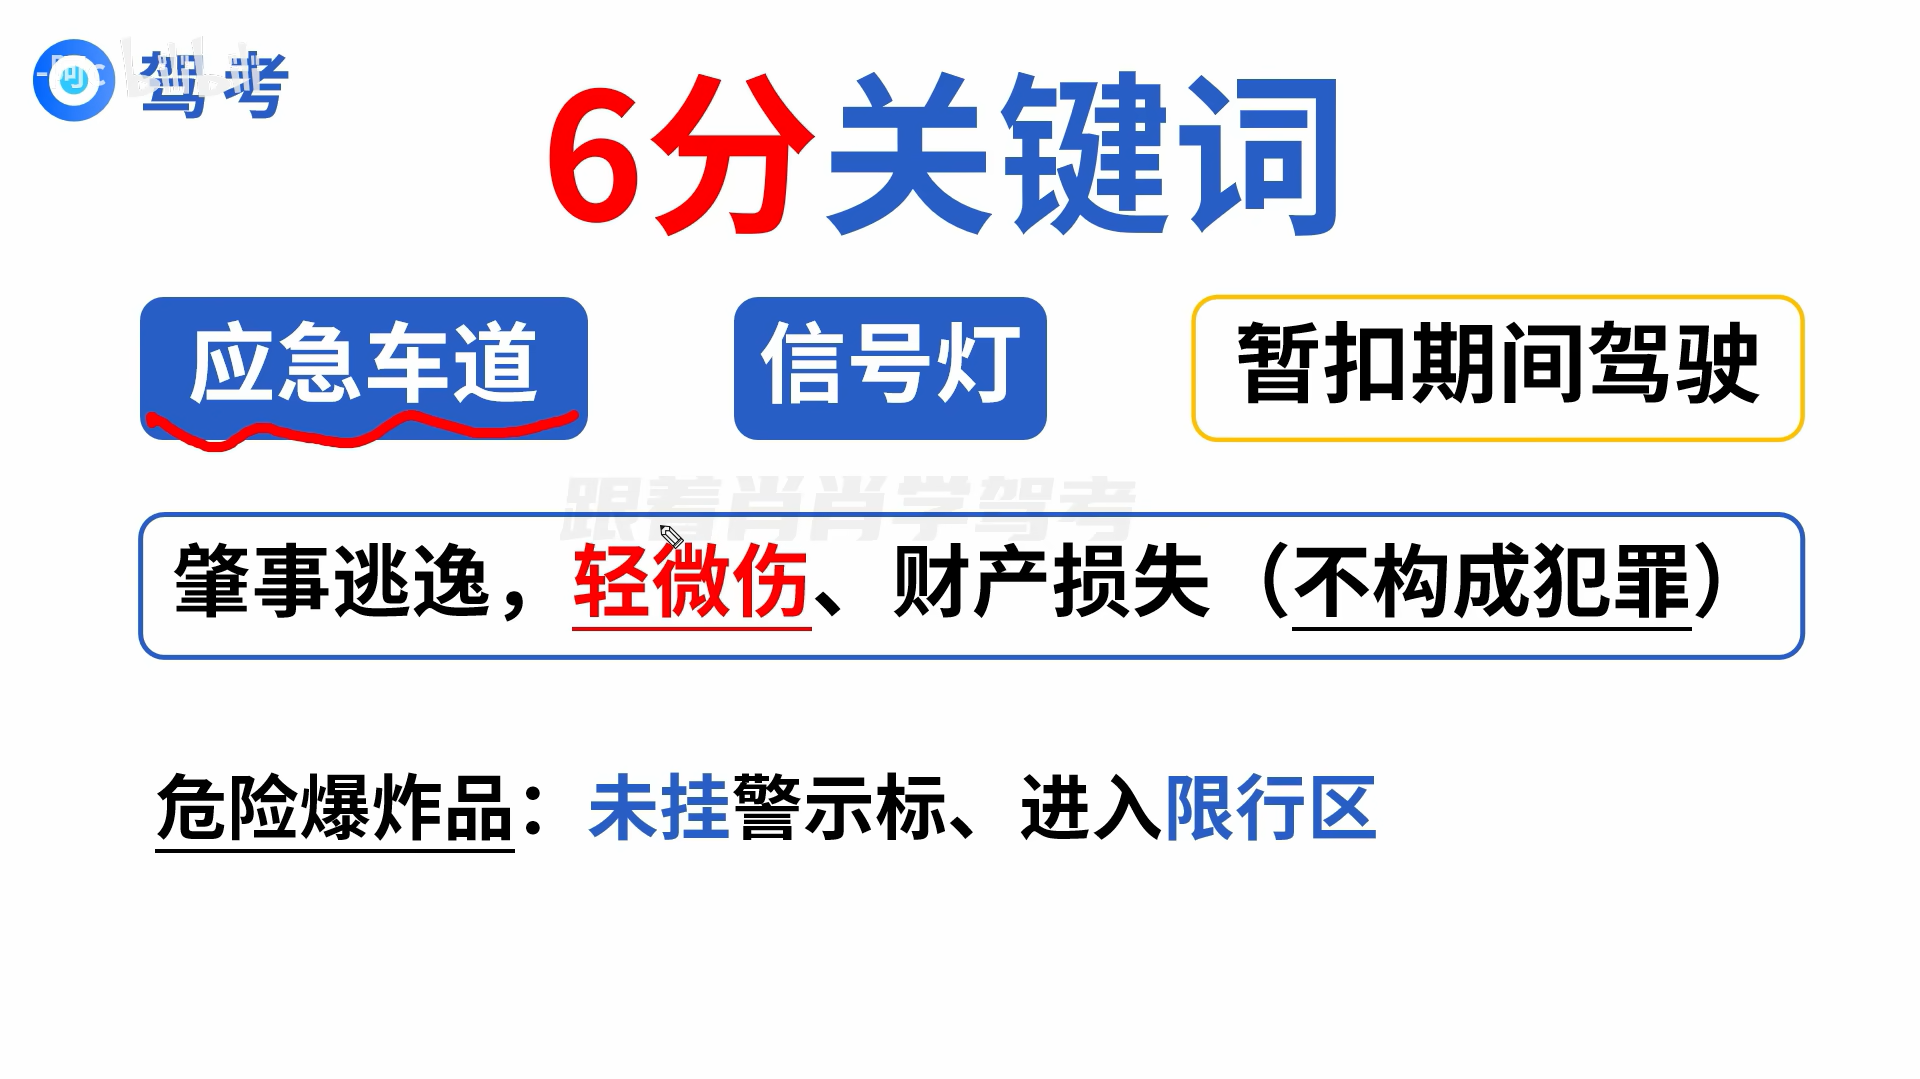 驾考
6分关键词
应急车道
信号灯
暂扣期间驾驶
跟着肖肖学驾考
肇事逃逸，轻微伤、财产损失（不构成犯罪）
危险爆炸品：未挂警示标、进入限行区